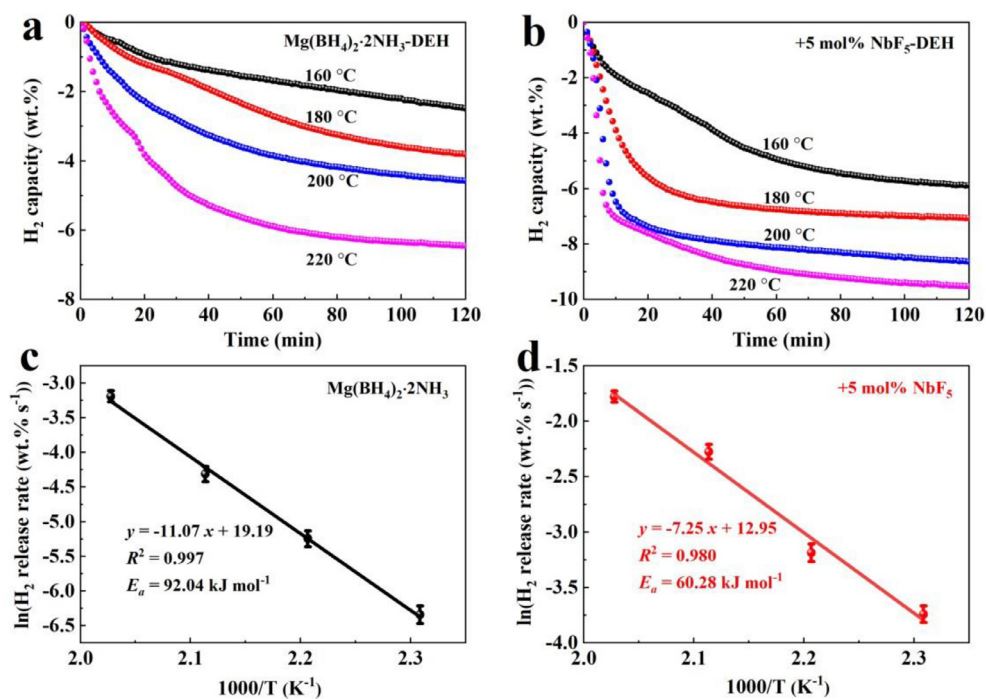 a
Mg(BH₄)₂·2NH₃-DEH
160 °C
180 °C
200 °C
220 °C
0
-2
-4
-6
-8
H₂ capacity (wt.%)
0 20 40 60 80 100 120
Time (min)
b
+5 mol% NbF₅-DEH
160 °C
180 °C
200 °C
220 °C
0
-2
-4
-6
-8
-10
H₂ capacity (wt.%)
0 20 40 60 80 100 120
Time (min)
c
Mg(BH₄)₂·2NH₃
y = -11.07 x + 19.19
R² = 0.997
Eₐ = 92.04 kJ mol⁻¹
-3.0
-3.5
-4.0
-4.5
-5.0
-5.5
-6.0
-6.5
ln(H₂ release rate (wt.% s⁻¹))
2.0 2.1 2.2 2.3
1000/T (K⁻¹)
d
+5 mol% NbF₅
y = -7.25 x + 12.95
R² = 0.980
Eₐ = 60.28 kJ mol⁻¹
-1.5
-2.0
-2.5
-3.0
-3.5
-4.0
ln(H₂ release rate (wt.% s⁻¹))
2.0 2.1 2.2 2.3
1000/T (K⁻¹)